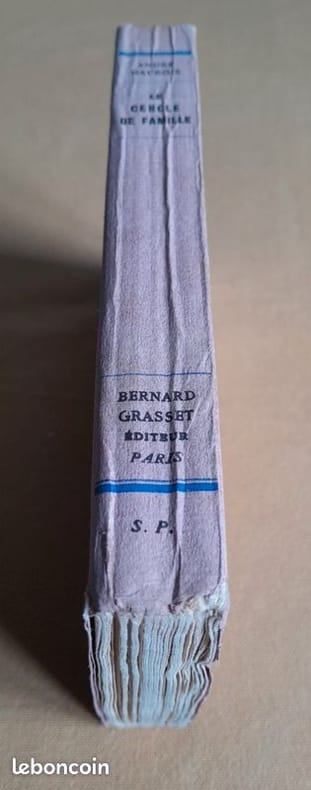 ANDRÉ
MAUROIS
LE
CERCLE
DE FAMILLE
BERNARD
GRASSET
ÉDITEUR
PARIS
S. P.
leboncoin